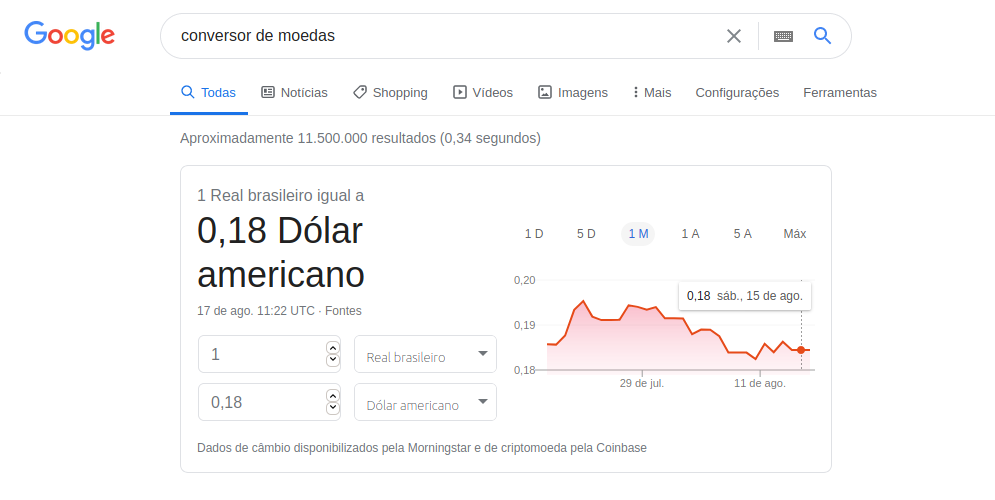 Google
conversor de moedas
Todas Notícias Shopping Vídeos Imagens Mais Configurações Ferramentas
Aproximadamente 11.500.000 resultados (0,34 segundos)
1 Real brasileiro igual a
0,18 Dólar
americano
17 de ago. 11:22 UTC · Fontes
1 Real brasileiro
0,18 Dólar americano
1 D 5 D 1 M 1 A 5 A Máx
0,20
0,18 sáb., 15 de ago.
0,19
0,18
29 de jul. 11 de ago.
Dados de câmbio disponibilizados pela Morningstar e de criptomoeda pela Coinbase